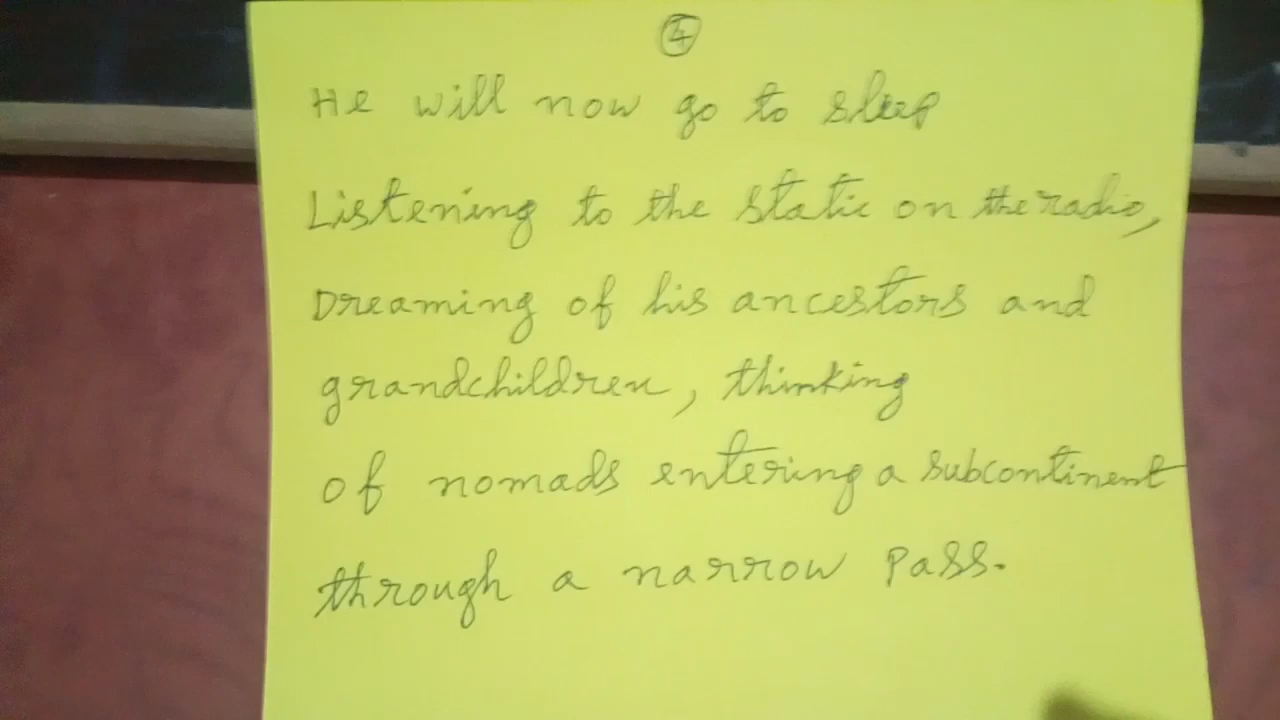 4
He will now go to sleep
Listening to the static on the radio,
Dreaming of his ancestors and
grandchildren, thinking
of nomads entering a subcontinent
through a narrow pass.